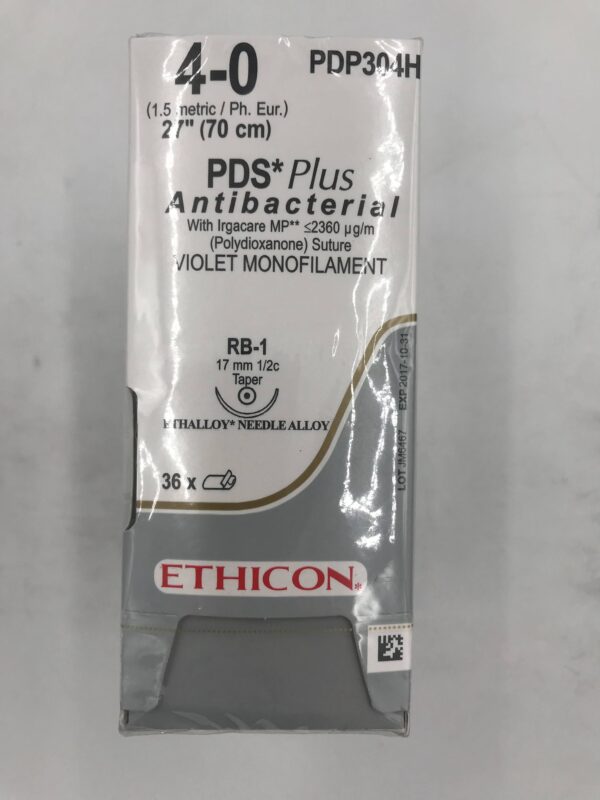 4-0
PDP304H
(1.5 metric / Ph. Eur.)
27" (70 cm)
PDS* Plus
Antibacterial
With Irgacare MP** ≤2360 µg/m
(Polydioxanone) Suture
VIOLET MONOFILAMENT
RB-1
17 mm 1/2c
Taper
ETHALLOY* NEEDLE ALLOY
36 x
LOT JM6467 EXP 2017-10-31
ETHICON*